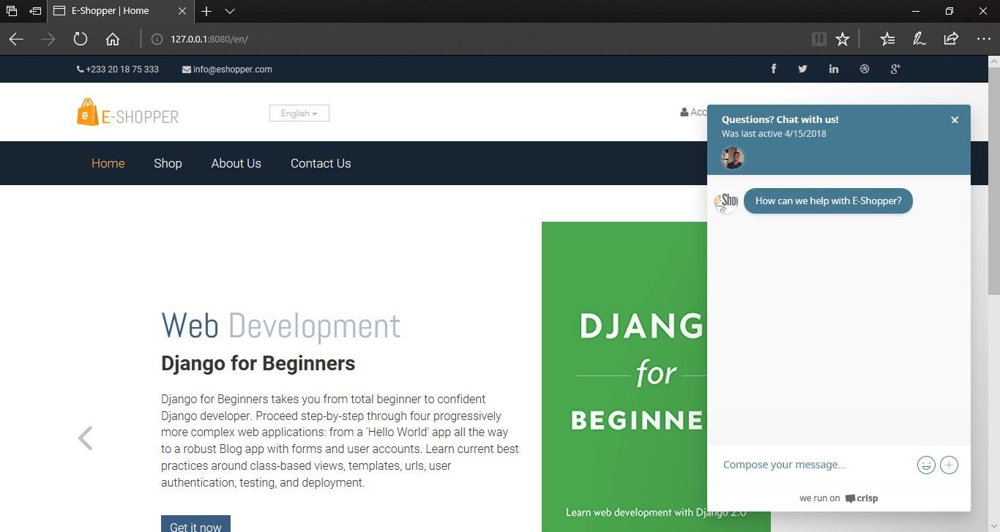 E-Shopper | Home
127.0.0.1:8080/en/
+233 20 18 75 333
info@eshopper.com
E-SHOPPER
English
Acc
Home
Shop
About Us
Contact Us
Web Development
Django for Beginners
Django for Beginners takes you from total beginner to confident
Django developer. Proceed step-by-step through four progressively
more complex web applications: from a 'Hello World' app all the way
to a robust Blog app with forms and user accounts. Learn current best
practices around class-based views, templates, urls, user
authentication, testing, and deployment.
Get it now
DJANG
for
BEGINNE
Learn web development with Django 2.0
Questions? Chat with us!
Was last active 4/15/2018
e-Shop
How can we help with E-Shopper?
Compose your message...
we run on crisp